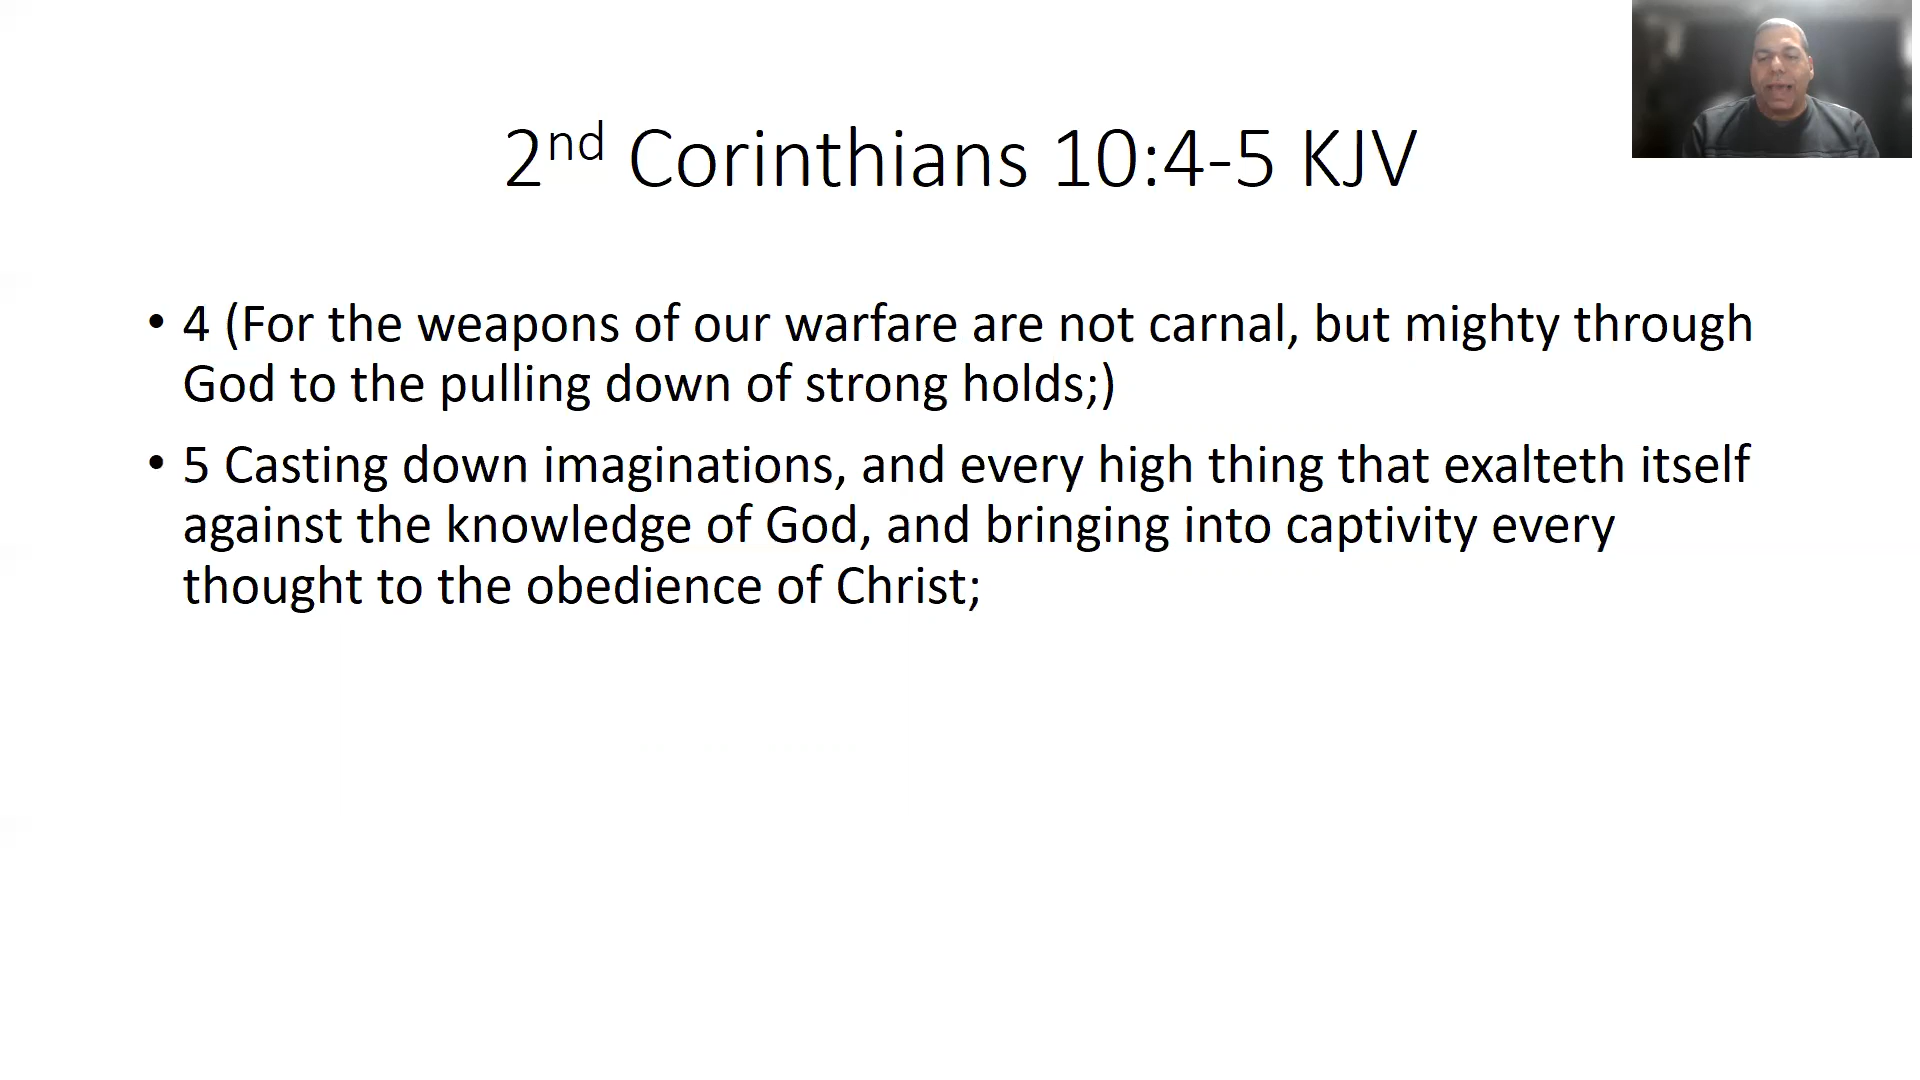 2nd Corinthians 10:4-5 KJV
• 4 (For the weapons of our warfare are not carnal, but mighty through
God to the pulling down of strong holds;)
• 5 Casting down imaginations, and every high thing that exalteth itself
against the knowledge of God, and bringing into captivity every
thought to the obedience of Christ;